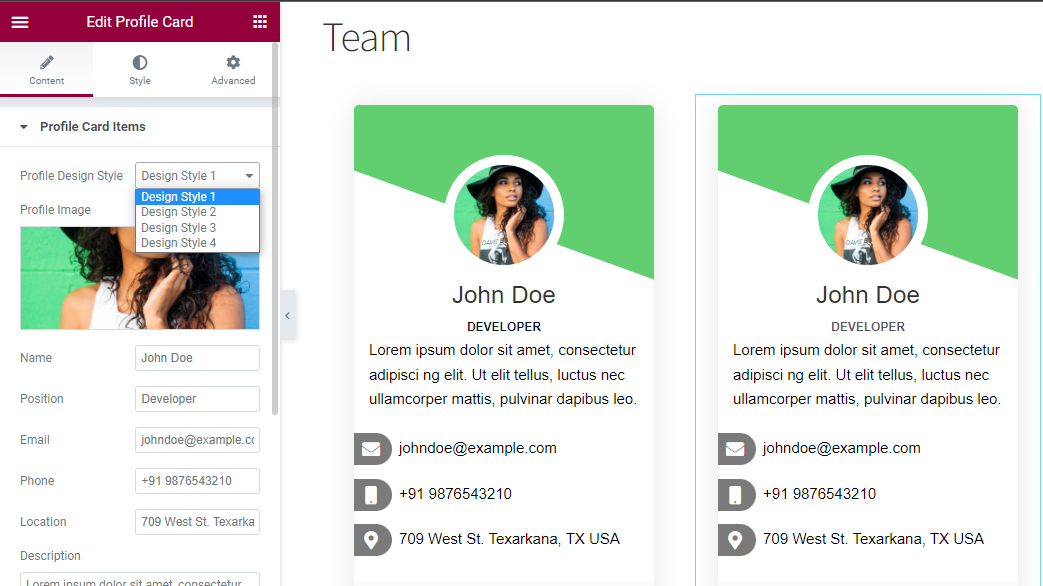 Edit Profile Card
Content
Style
Advanced
Profile Card Items
Profile Design Style
Design Style 1
Design Style 1
Design Style 2
Design Style 3
Design Style 4
Profile Image
Name
John Doe
Position
Developer
Email
johndoe@example.cc
Phone
+91 9876543210
Location
709 West St. Texarka
Description
Lorem ipsum dolor sit amet, consectetur
Team
John Doe
DEVELOPER
Lorem ipsum dolor sit amet, consectetur
adipisci ng elit. Ut elit tellus, luctus nec
ullamcorper mattis, pulvinar dapibus leo.
johndoe@example.com
+91 9876543210
709 West St. Texarkana, TX USA
John Doe
DEVELOPER
Lorem ipsum dolor sit amet, consectetur
adipisci ng elit. Ut elit tellus, luctus nec
ullamcorper mattis, pulvinar dapibus leo.
johndoe@example.com
+91 9876543210
709 West St. Texarkana, TX USA